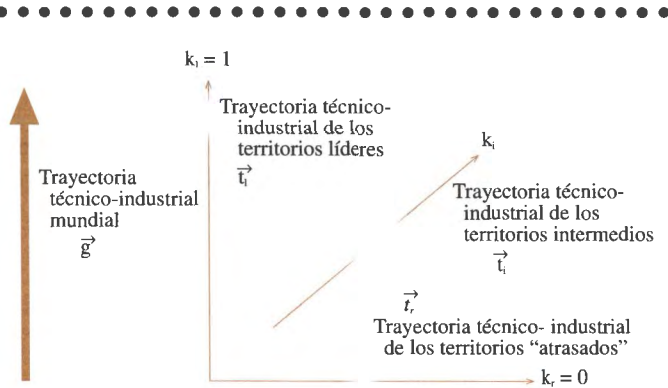 k₁ = 1
Trayectoria técnico-
industrial de los
territorios líderes
t⃗ₗ
Trayectoria
técnico-industrial
mundial
g⃗
kᵢ
Trayectoria técnico-
industrial de los
territorios intermedios
t⃗ᵢ
t⃗ᵣ
Trayectoria técnico- industrial
de los territorios “atrasados”
kᵣ = 0